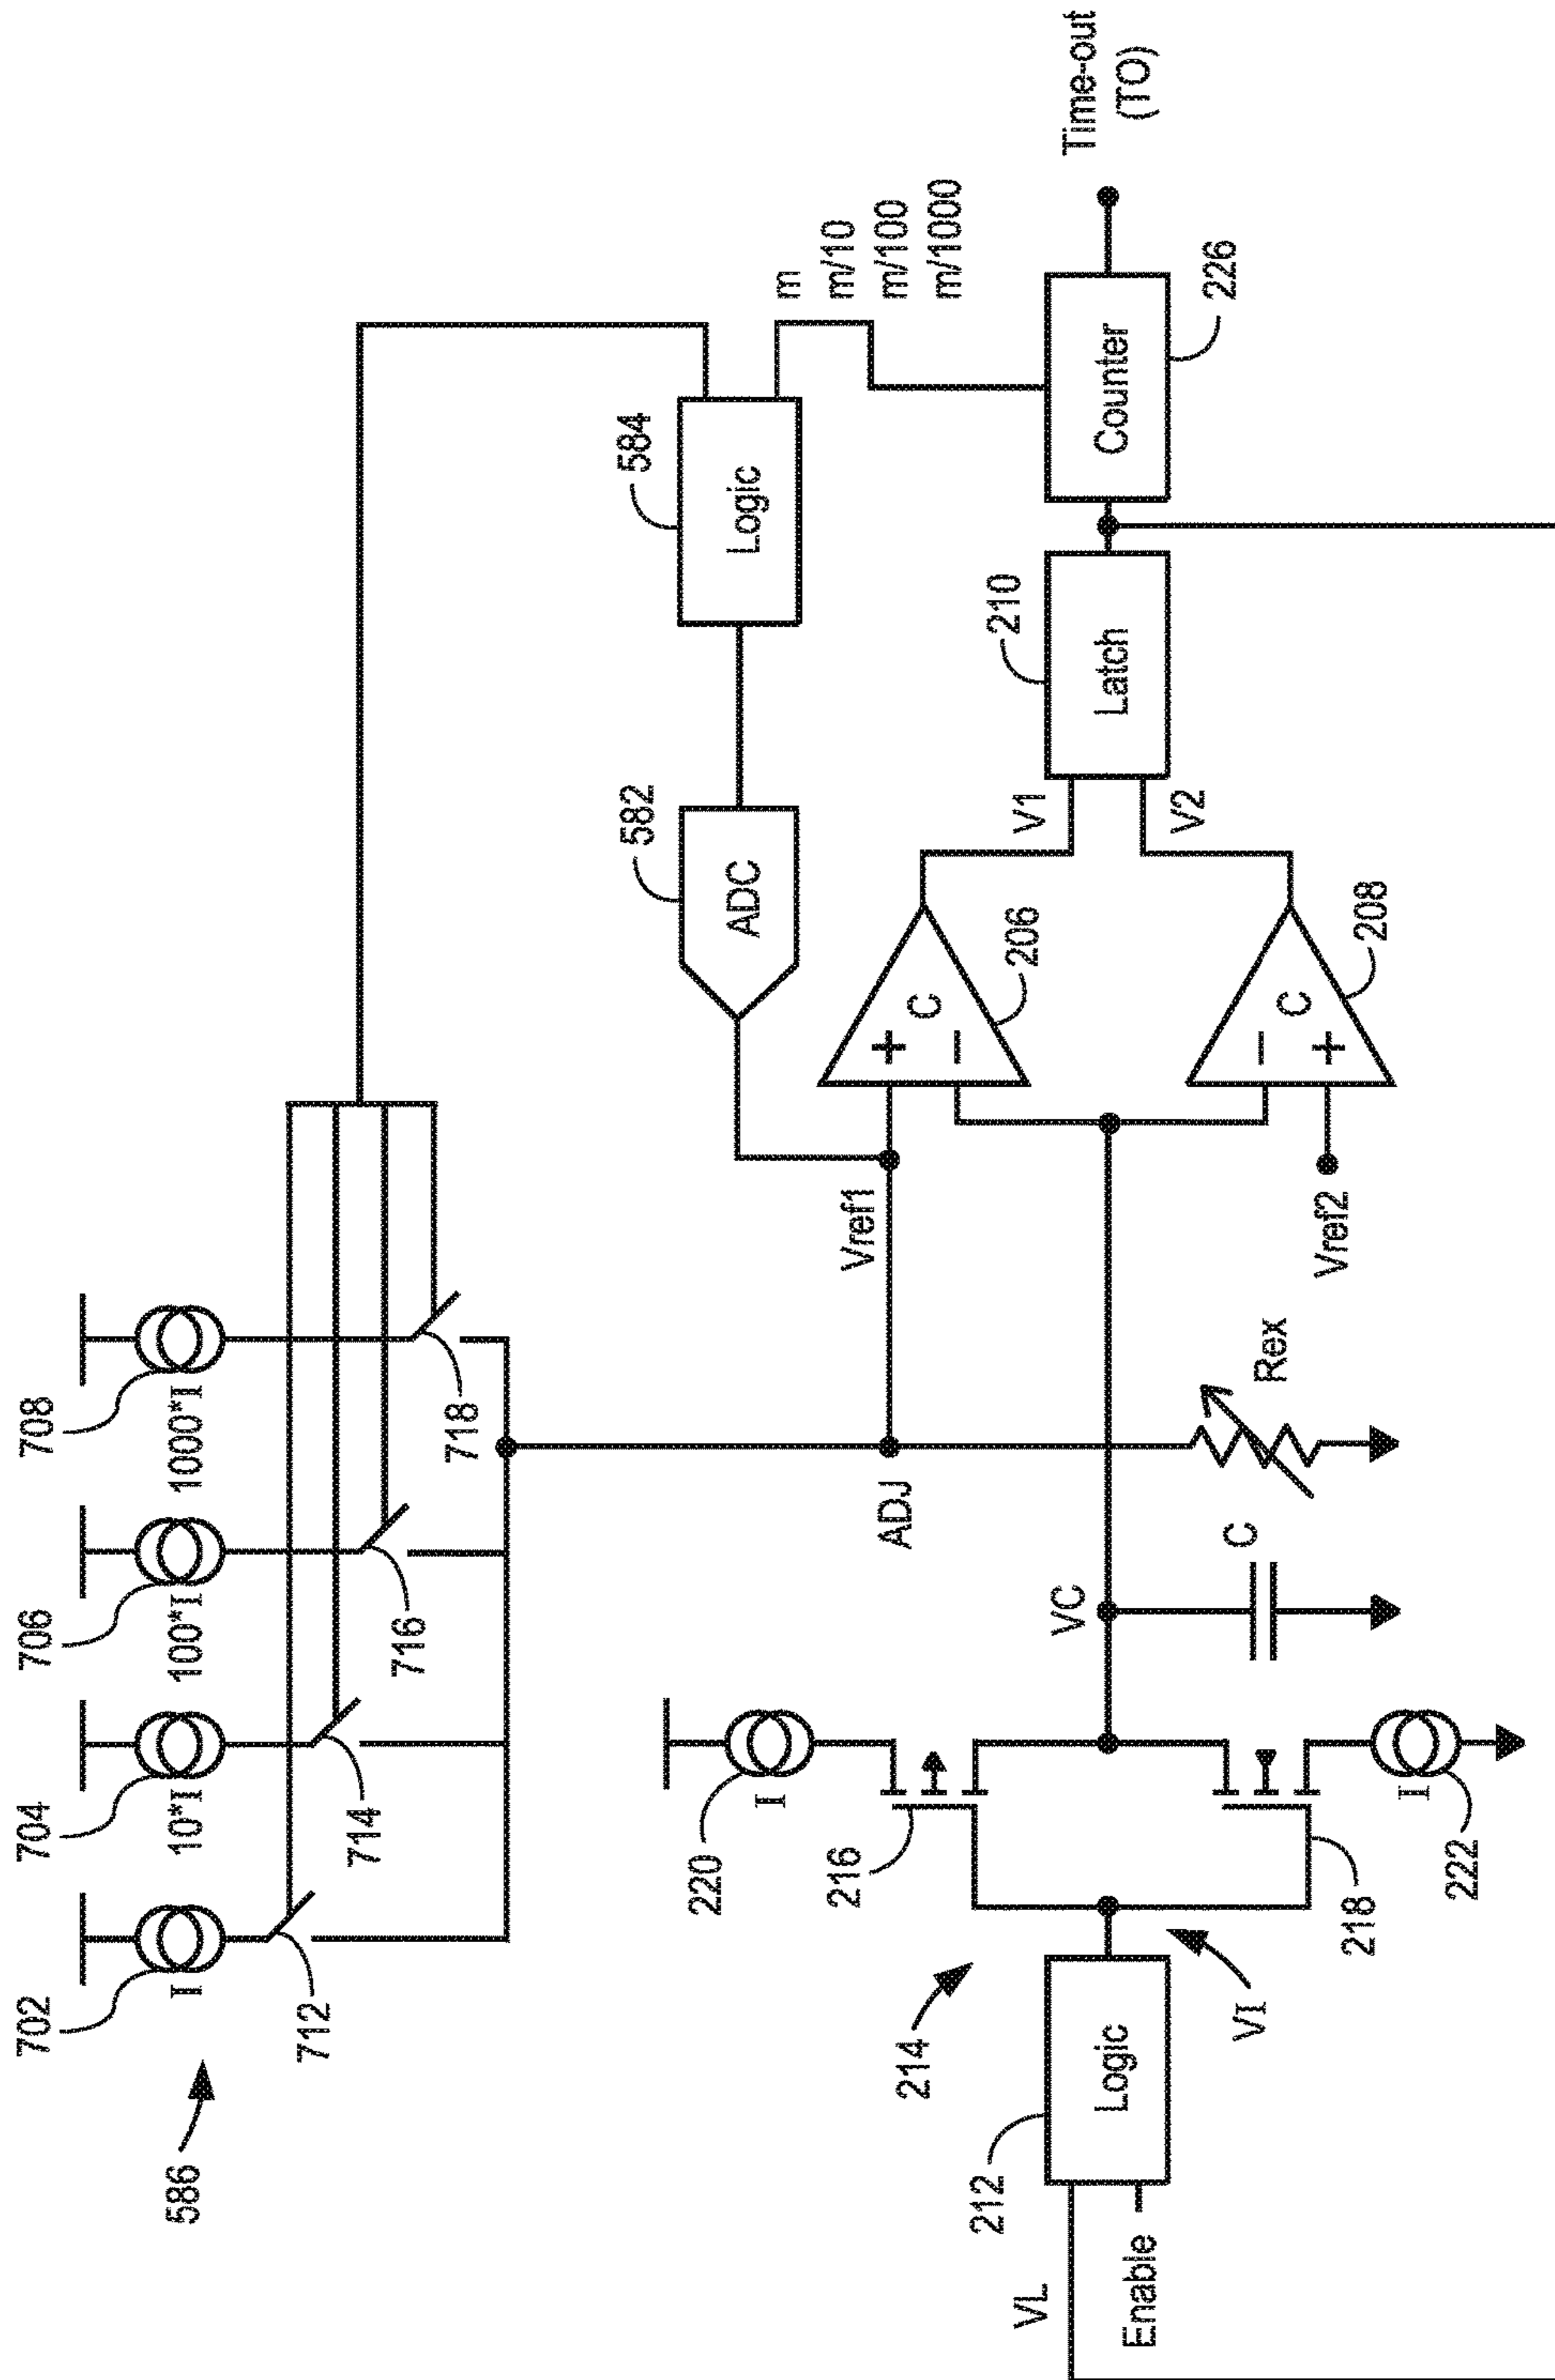 586
702
I
712
704
10*I
714
706
100*I
716
708
1000*I
718
582
ADC
584
Logic
m
m/10
m/100
m/1000
220
I
216
214
ADJ
Vref1
+
C
−
206
V1
210
Latch
Counter
226
Time-out
(TO)
VL
Enable
212
Logic
VI
218
222
I
VC
C
Rex
Vref2
−
C
+
208
V2